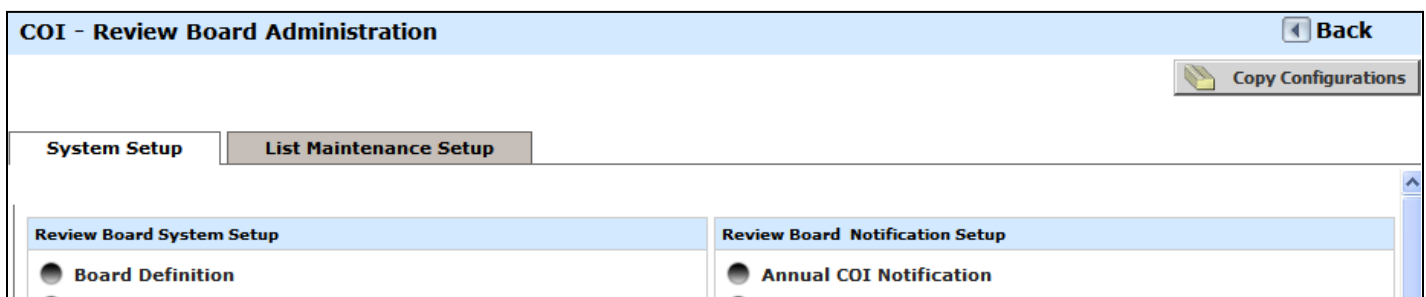 COI - Review Board Administration
Back
Copy Configurations
System Setup
List Maintenance Setup
Review Board System Setup
Review Board Notification Setup
Board Definition
Annual COI Notification